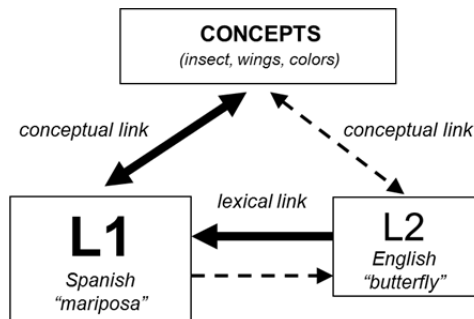 CONCEPTS
(insect, wings, colors)
conceptual link
conceptual link
lexical link
L1
Spanish
“mariposa”
L2
English
“butterfly”